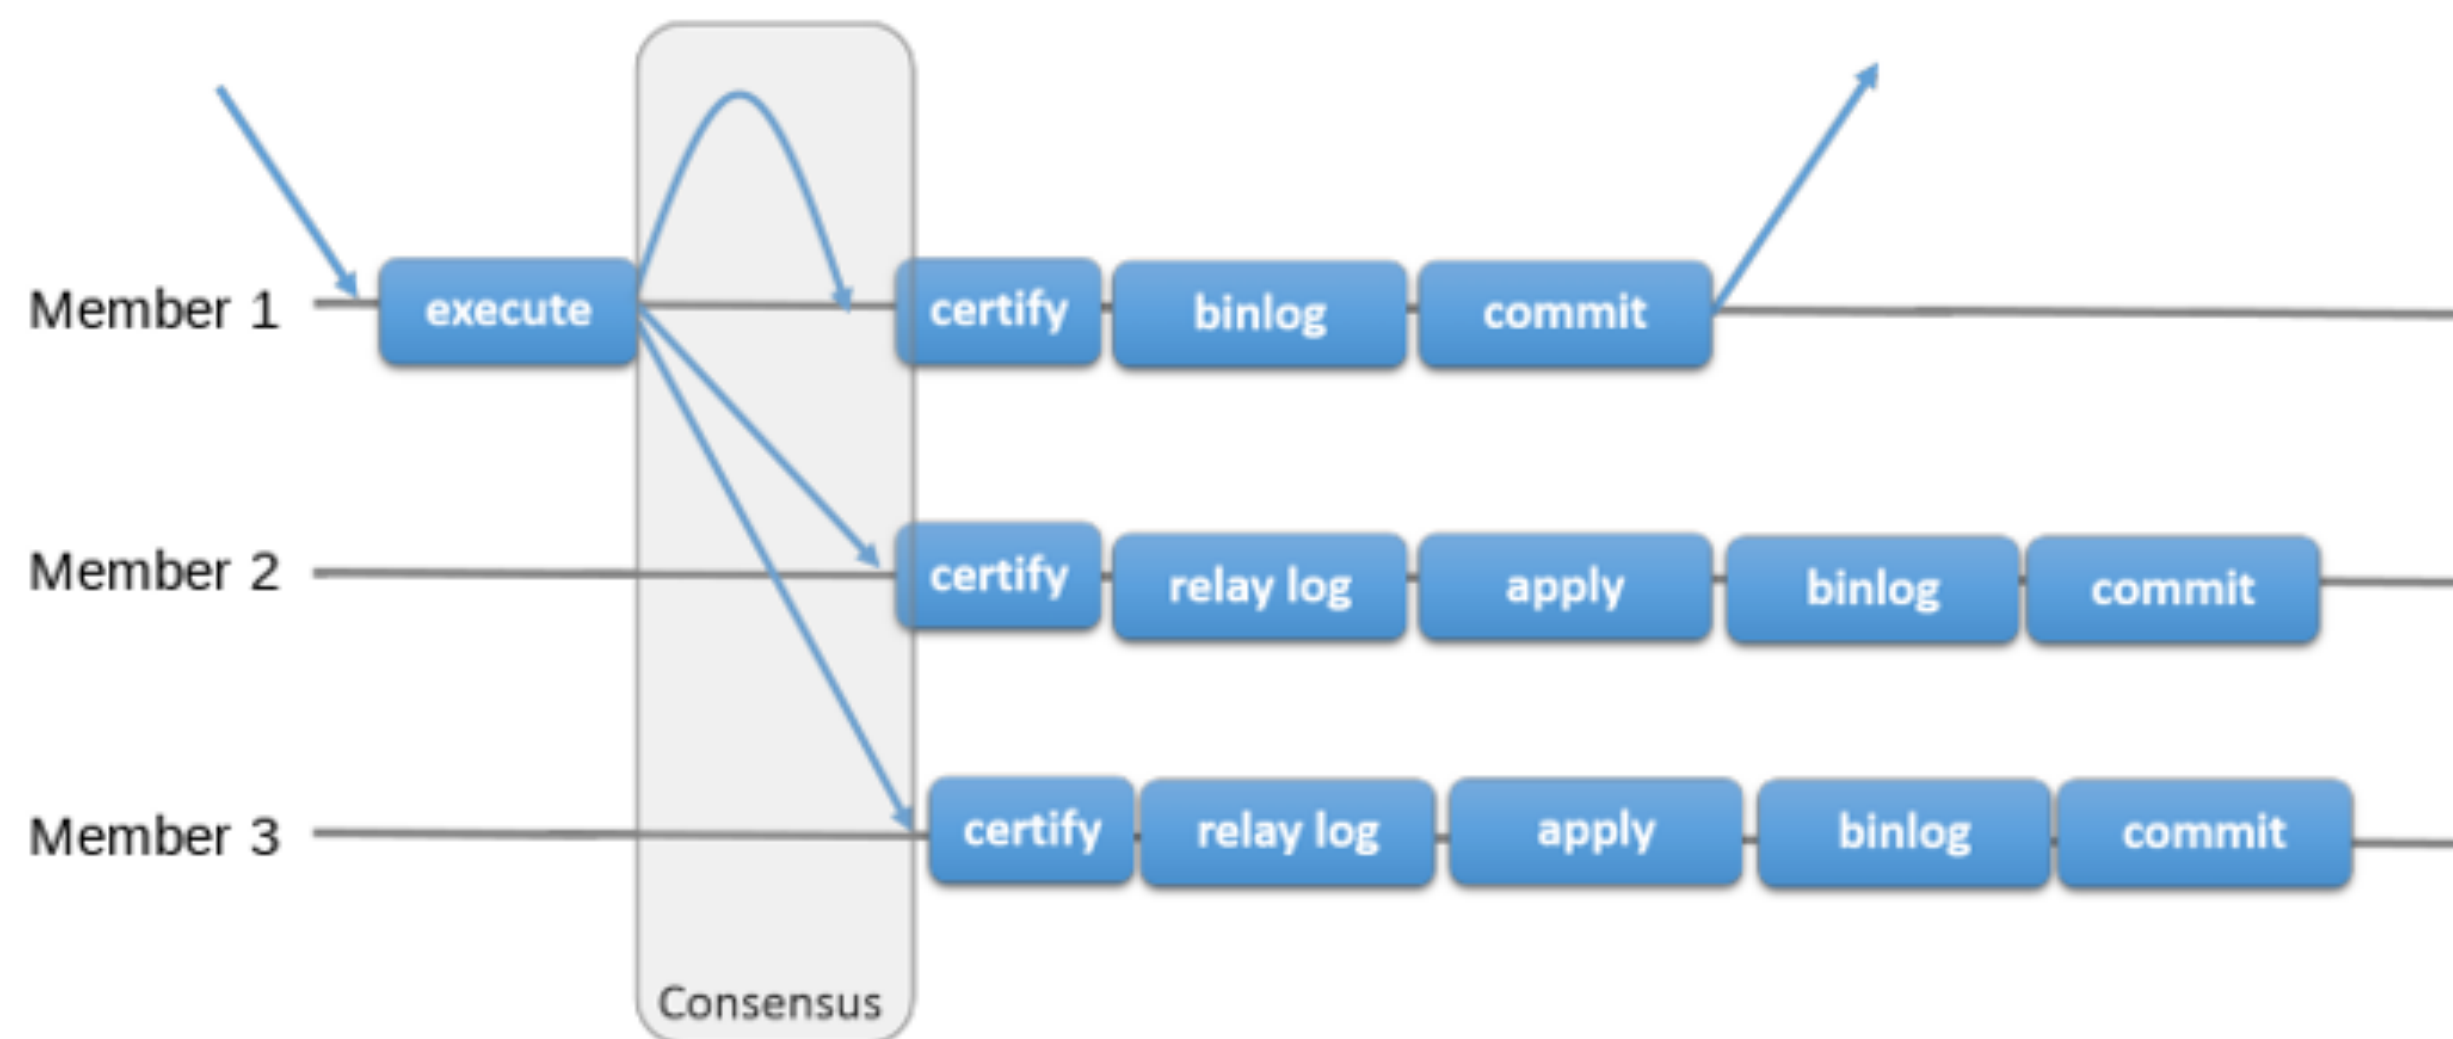 Member 1 execute certify binlog commit
Member 2 certify relay log apply binlog commit
Member 3 certify relay log apply binlog commit
Consensus